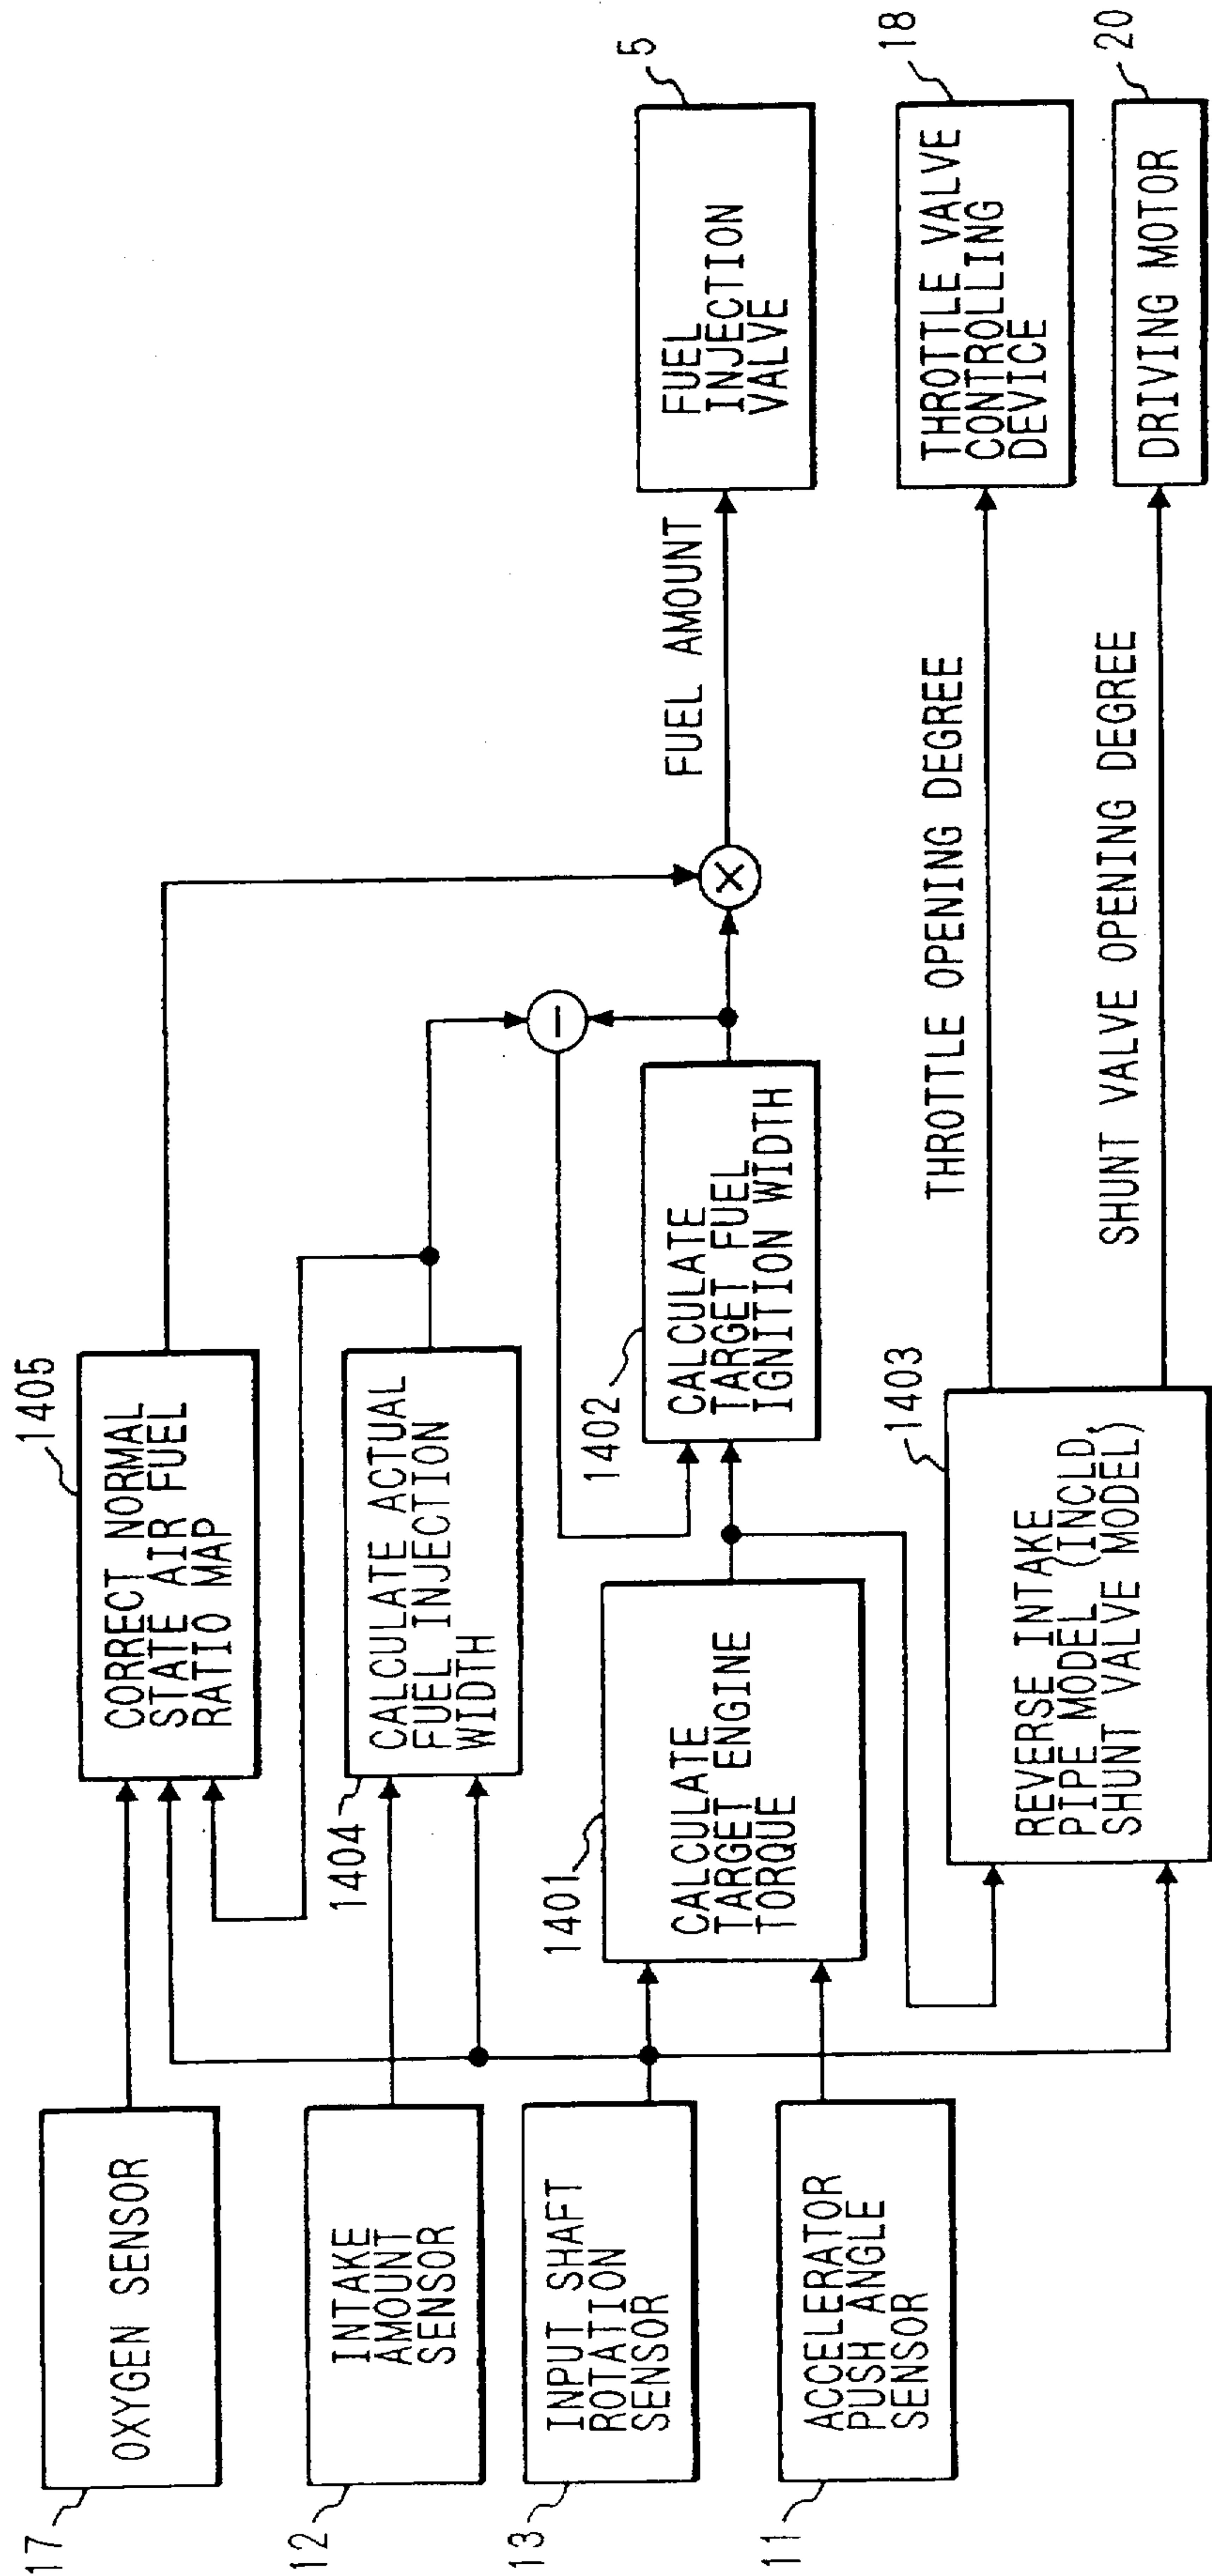 17
OXYGEN SENSOR
12
INTAKE
AMOUNT
SENSOR
13
INPUT SHAFT
ROTATION
SENSOR
11
ACCELERATOR
PUSH ANGLE
SENSOR
1405
CORRECT NORMAL
STATE AIR FUEL
RATIO MAP
1404
CALCULATE ACTUAL
FUEL INJECTION
WIDTH
1401
CALCULATE
TARGET ENGINE
TORQUE
1402
CALCULATE
TARGET FUEL
IGNITION WIDTH
1403
REVERSE INTAKE
PIPE MODEL (INCLD
SHUNT VALVE MODEL)
−
×
FUEL AMOUNT
THROTTLE OPENING DEGREE
SHUNT VALVE OPENING DEGREE
5
FUEL
INJECTION
VALVE
18
THROTTLE VALVE
CONTROLLING
DEVICE
20
DRIVING MOTOR